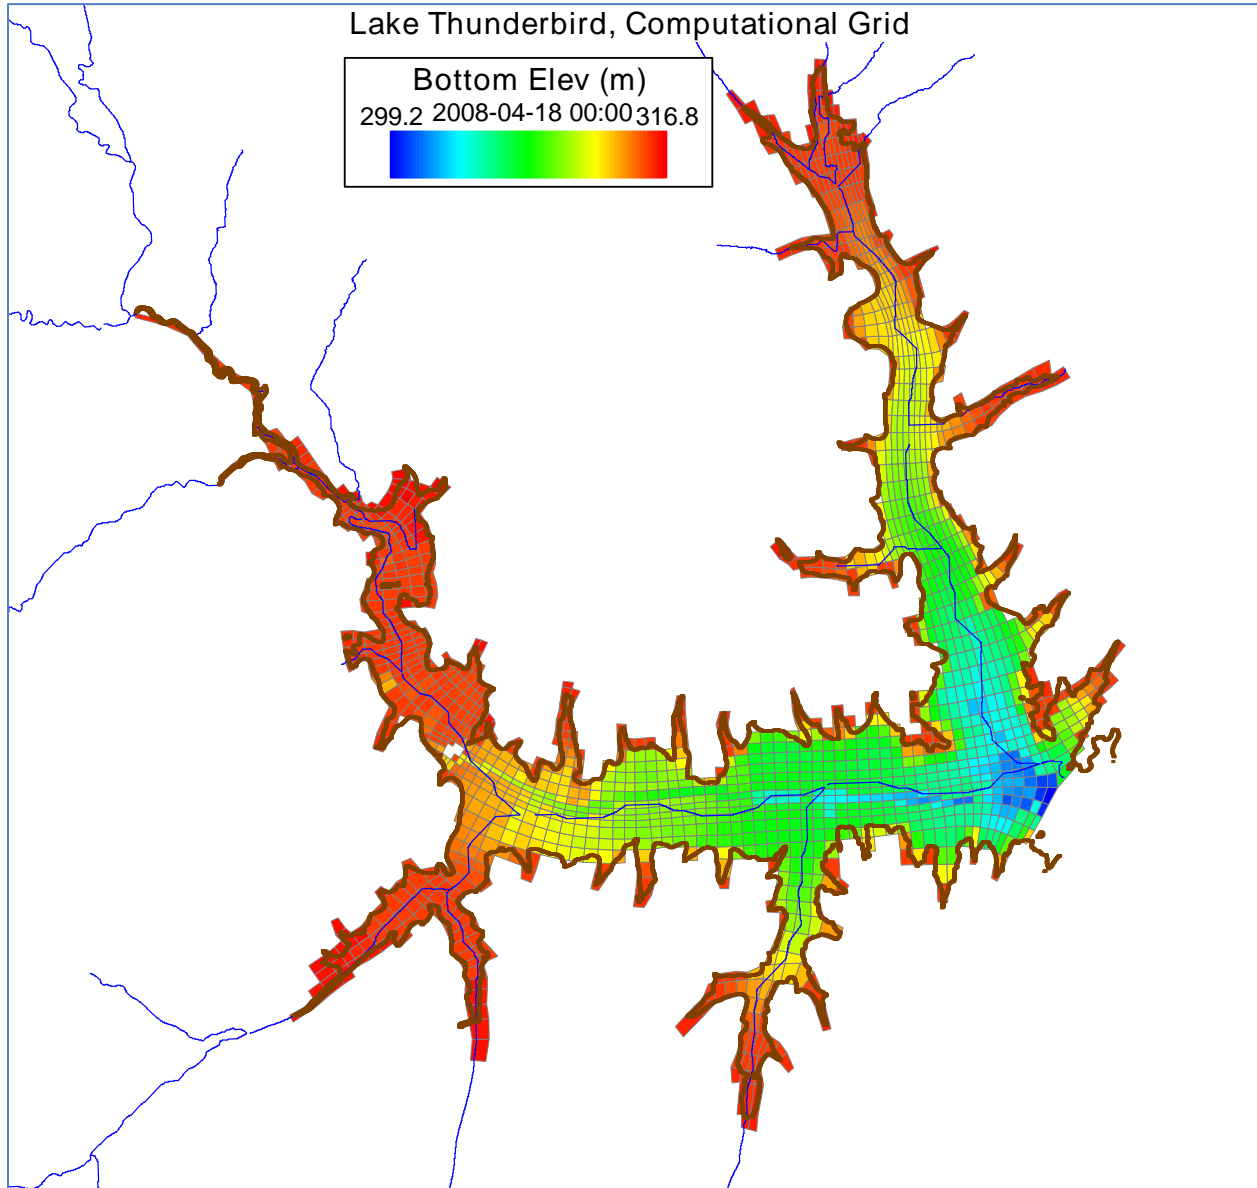 Lake Thunderbird, Computational Grid
Bottom Elev (m)
299.2 2008-04-18 00:00 316.8